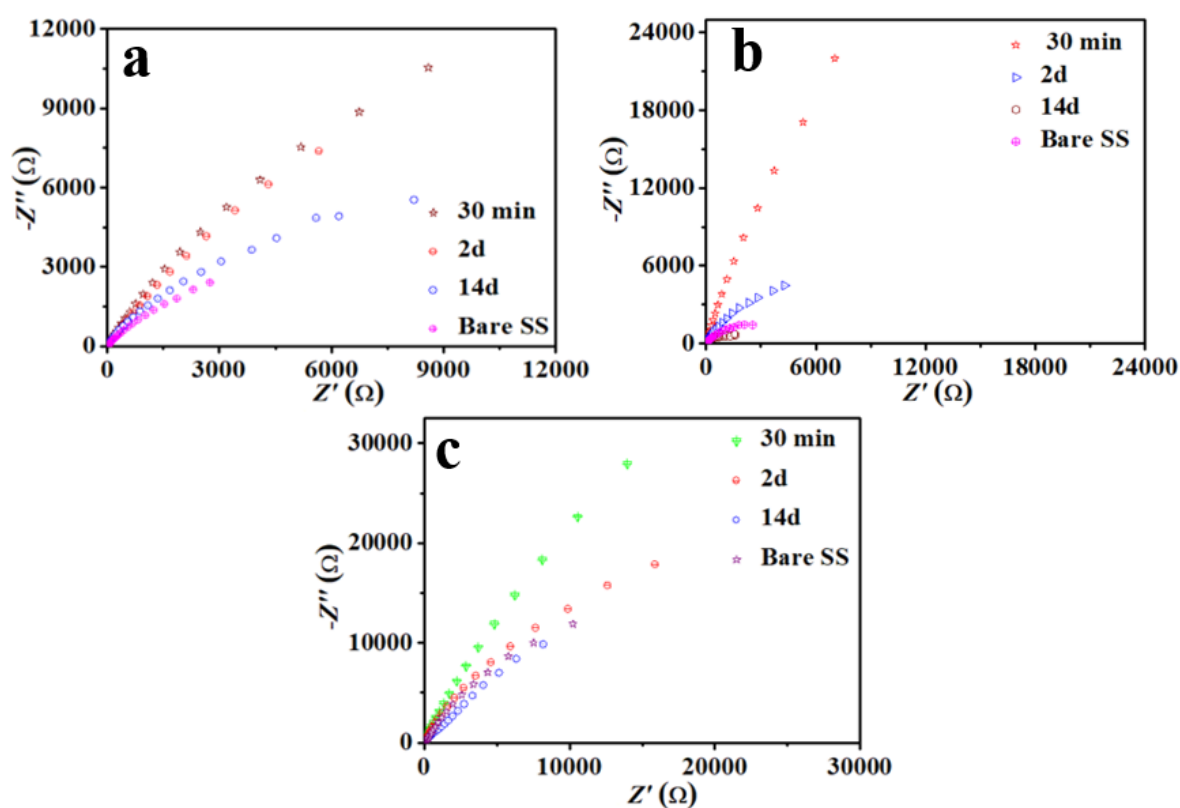 a
12000
9000
6000
3000
0
-Z″ (Ω)
30 min
2d
14d
Bare SS
0 3000 6000 9000 12000
Z′ (Ω)
b
24000
18000
12000
6000
0
-Z″ (Ω)
30 min
2d
14d
Bare SS
0 6000 12000 18000 24000
Z′ (Ω)
c
30000
20000
10000
0
-Z″ (Ω)
30 min
2d
14d
Bare SS
0 10000 20000 30000
Z′ (Ω)